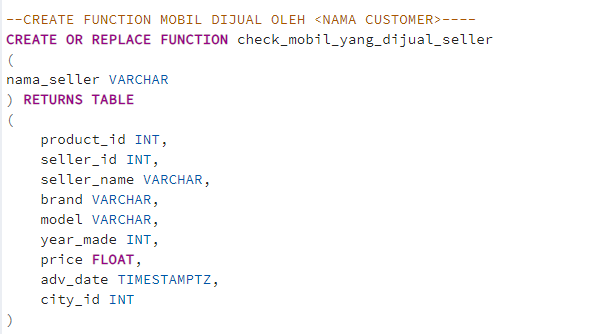 --CREATE FUNCTION MOBIL DIJUAL OLEH <NAMA CUSTOMER>----
CREATE OR REPLACE FUNCTION check_mobil_yang_dijual_seller
(
nama_seller VARCHAR
) RETURNS TABLE
(
    product_id INT,
    seller_id INT,
    seller_name VARCHAR,
    brand VARCHAR,
    model VARCHAR,
    year_made INT,
    price FLOAT,
    adv_date TIMESTAMPTZ,
    city_id INT
)